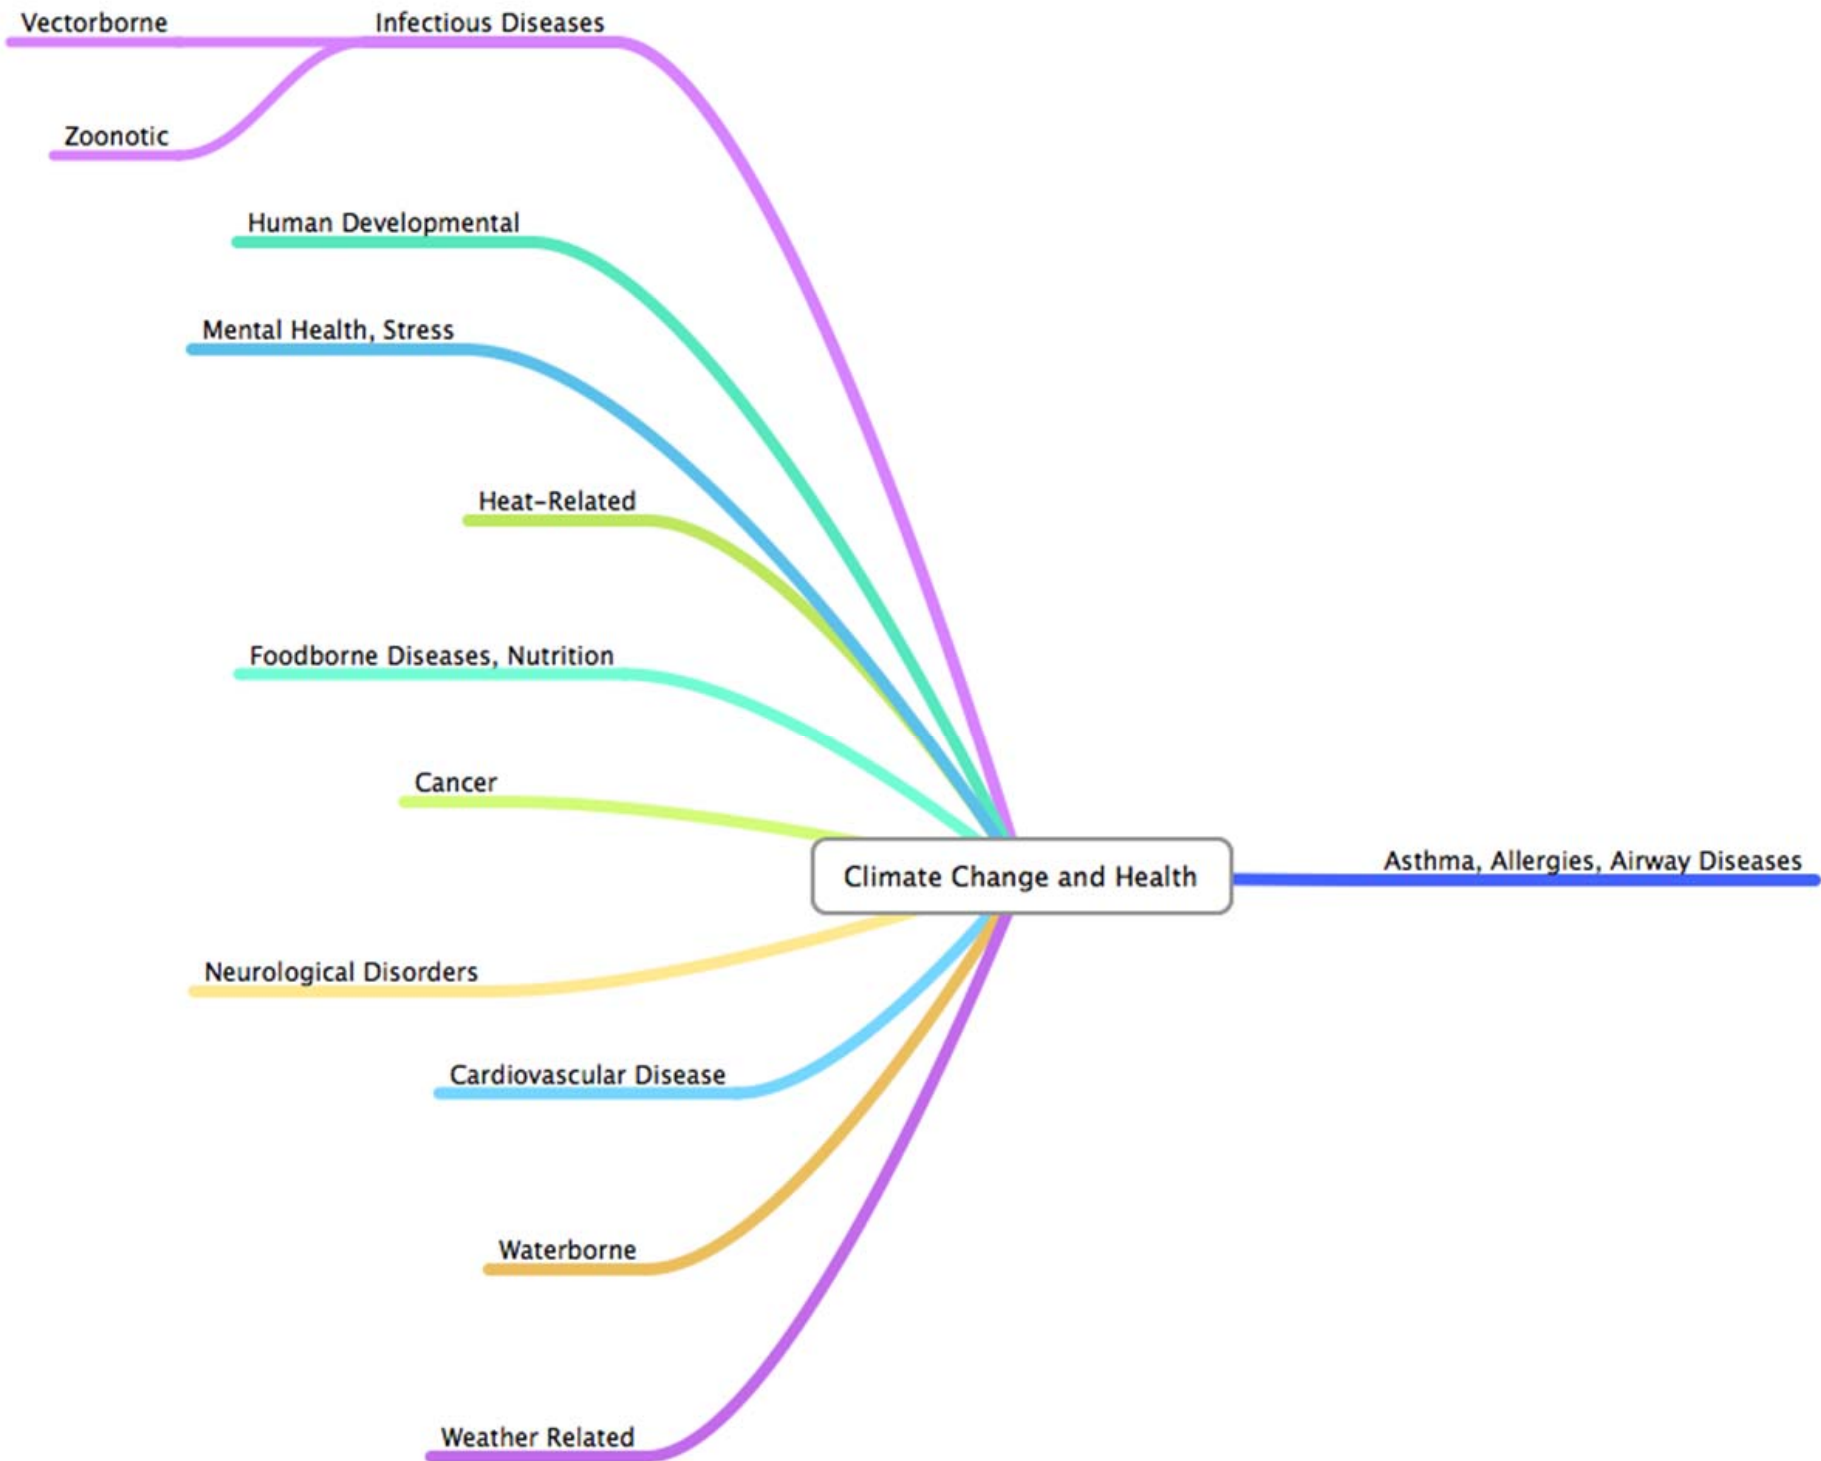 Vectorborne
Infectious Diseases
Zoonotic
Human Developmental
Mental Health, Stress
Heat-Related
Foodborne Diseases, Nutrition
Cancer
Climate Change and Health
Asthma, Allergies, Airway Diseases
Neurological Disorders
Cardiovascular Disease
Waterborne
Weather Related